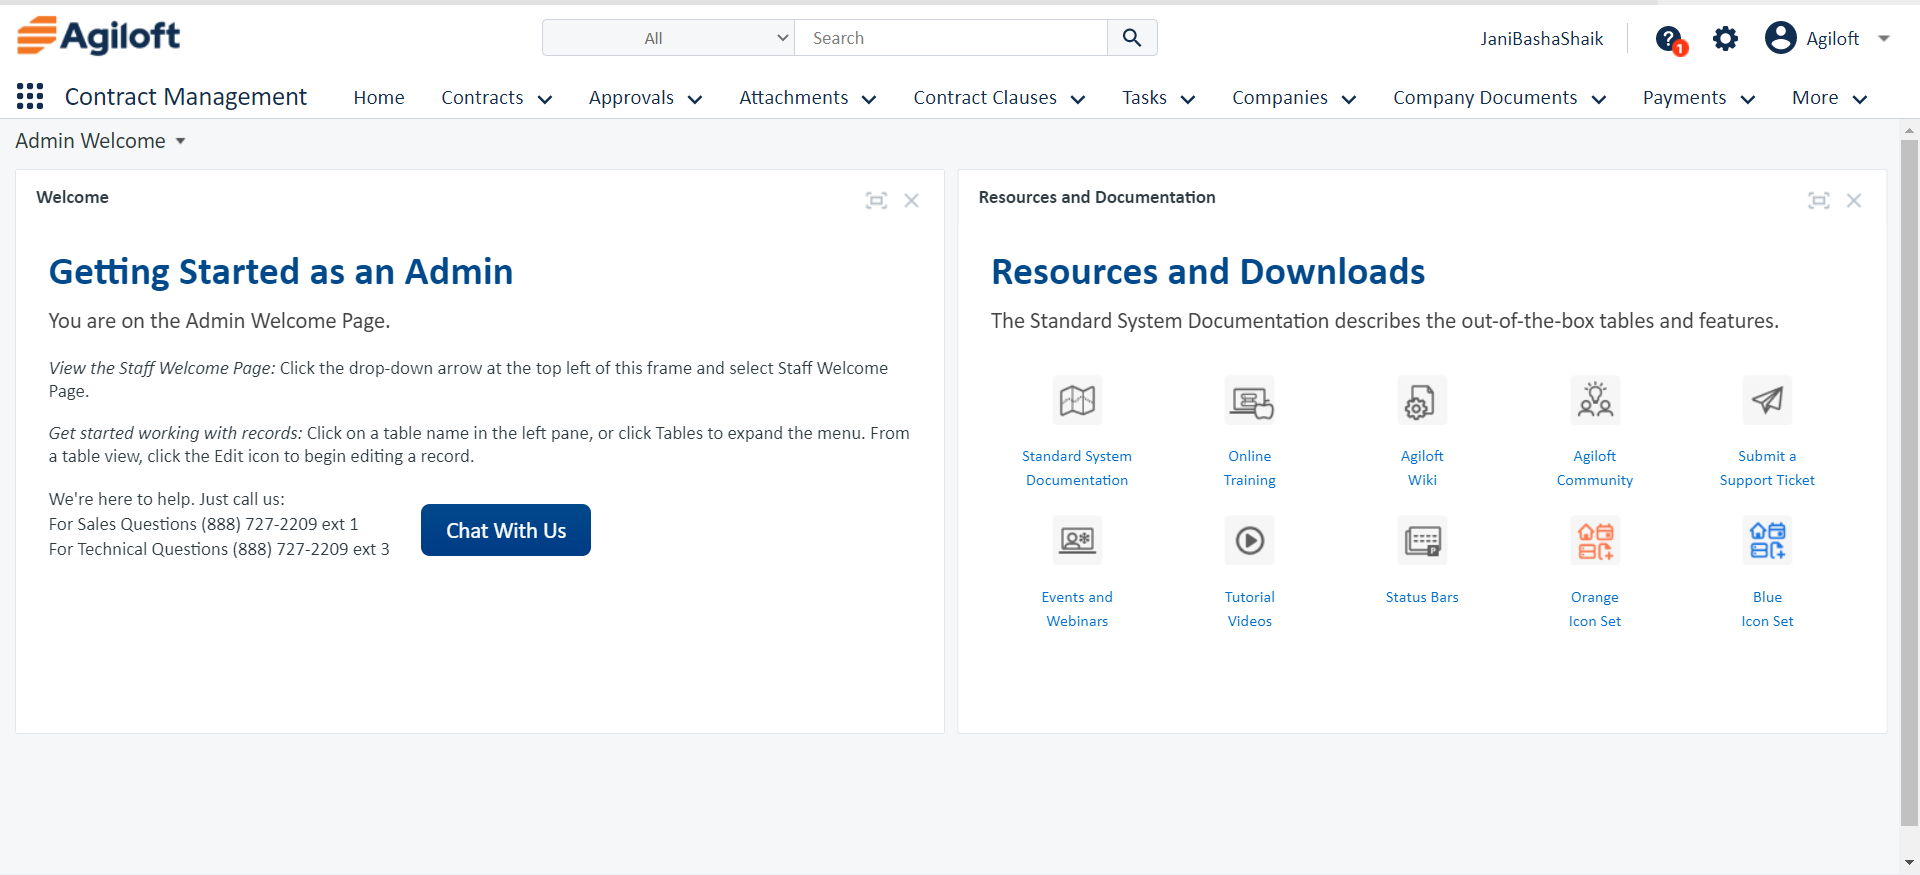 Agiloft
All
Search
JaniBashaShaik
?
1
Agiloft
Contract Management
Home
Contracts
Approvals
Attachments
Contract Clauses
Tasks
Companies
Company Documents
Payments
More
Admin Welcome
Welcome
Getting Started as an Admin
You are on the Admin Welcome Page.
View the Staff Welcome Page: Click the drop-down arrow at the top left of this frame and select Staff Welcome
Page.
Get started working with records: Click on a table name in the left pane, or click Tables to expand the menu. From
a table view, click the Edit icon to begin editing a record.
We're here to help. Just call us:
For Sales Questions (888) 727-2209 ext 1
For Technical Questions (888) 727-2209 ext 3
Chat With Us
Resources and Documentation
Resources and Downloads
The Standard System Documentation describes the out-of-the-box tables and features.
Standard System
Documentation
Online
Training
Agiloft
Wiki
Agiloft
Community
Submit a
Support Ticket
P
Events and
Webinars
Tutorial
Videos
Status Bars
Orange
Icon Set
Blue
Icon Set